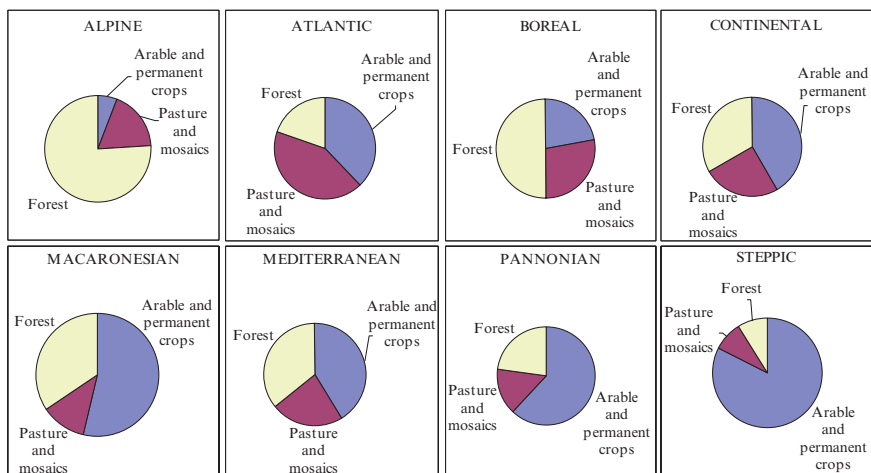 ALPINE
Arable and
permanent
crops
Pasture
and
mosaics
Forest
ATLANTIC
Arable and
permanent
crops
Forest
Pasture
and
mosaics
BOREAL
Arable
and
permanent
crops
Forest
Pasture
and
mosaics
CONTINENTAL
Arable and
permanent
crops
Forest
Pasture and
mosaics
MACARONESIAN
Arable and
permanent
crops
Forest
Pasture
and
mosaics
MEDITERRANEAN
Arable and
permanent
crops
Forest
Pasture and
mosaics
PANNONIAN
Forest
Pasture
and
mosaics
Arable and
permanent
crops
STEPPIC
Forest
Pasture
and
mosaics
Arable and
permanent
crops